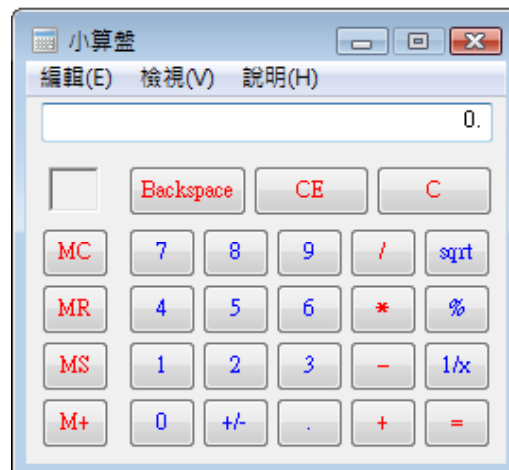 小算盤
編輯(E) 檢視(V) 說明(H)
0.
Backspace CE C
MC 7 8 9 / sqrt
MR 4 5 6 * %
MS 1 2 3 - 1/x
M+ 0 +/- . + =